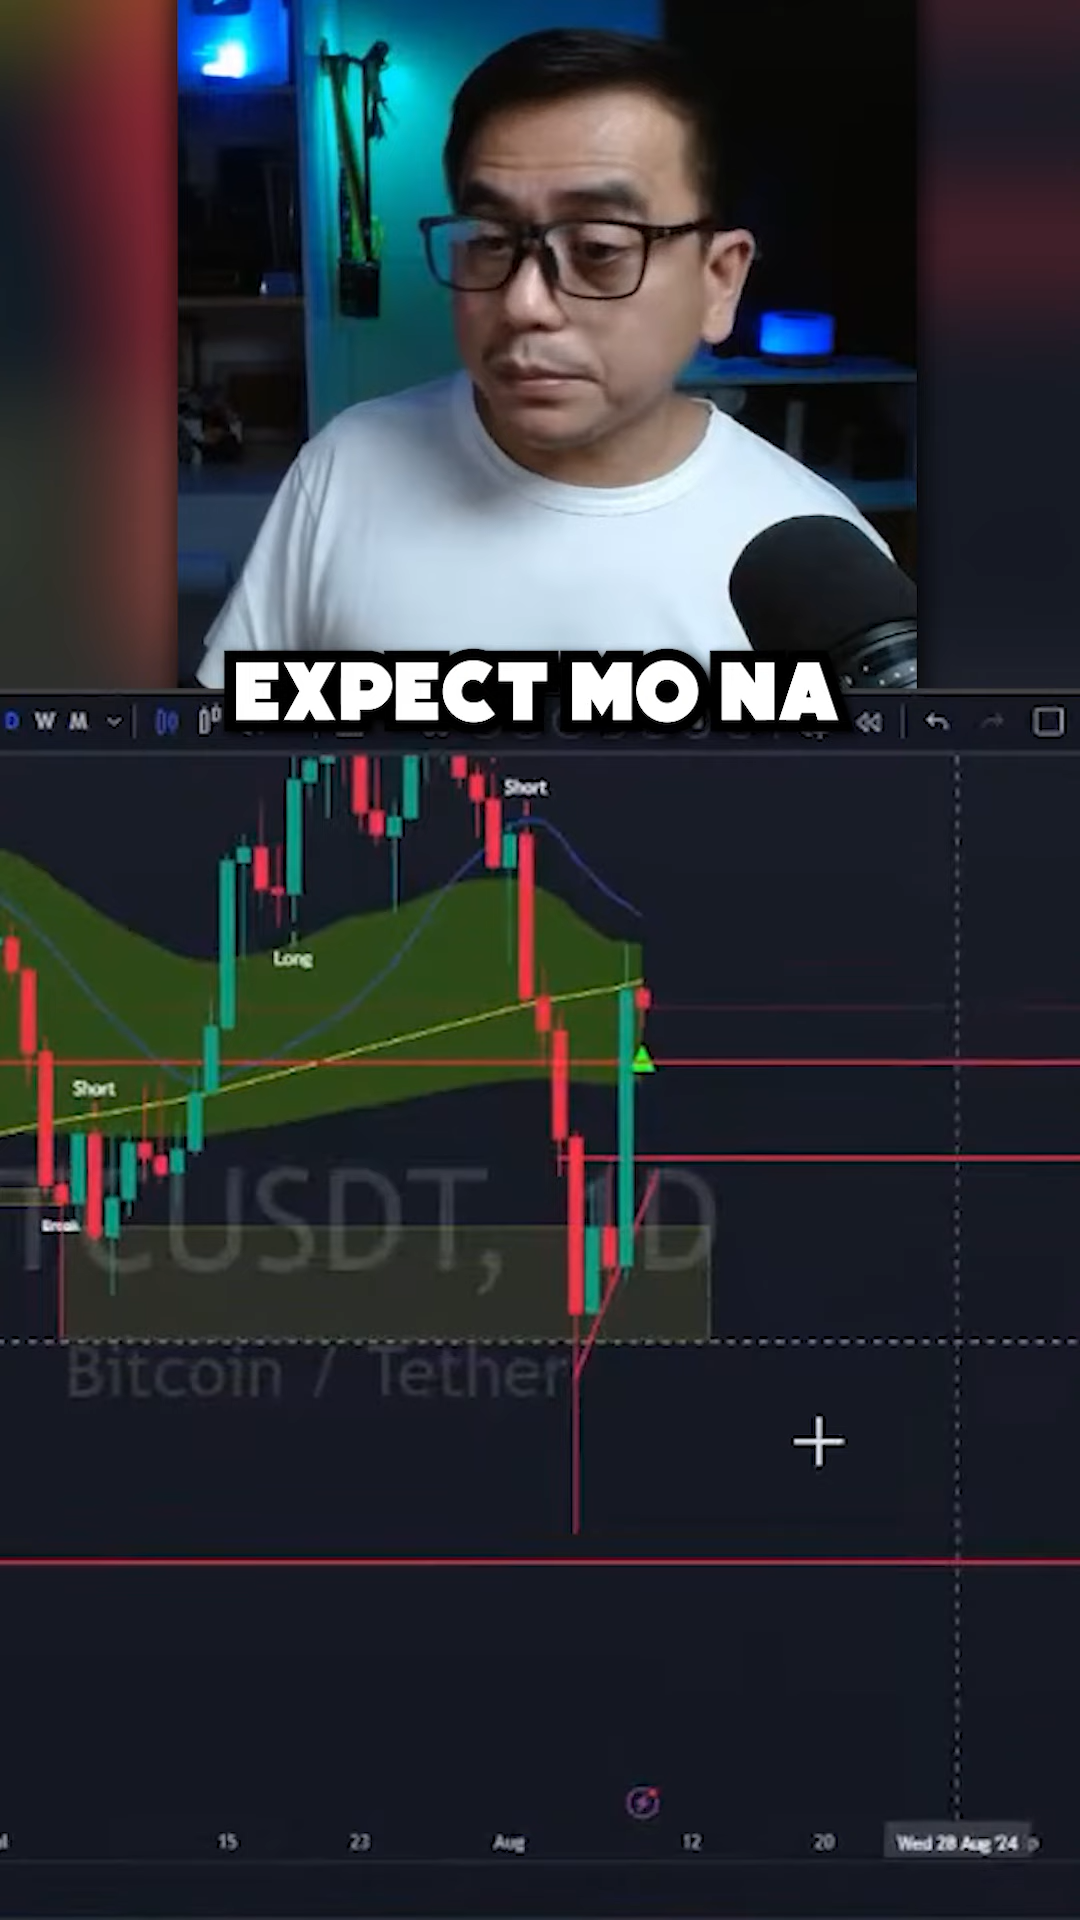 EXPECT MO NA
D W M
Short
Long
Short
Break
TCUSDT, 1D
Bitcoin / Tether
15 23 Aug 12 20 Wed 28 Aug '24